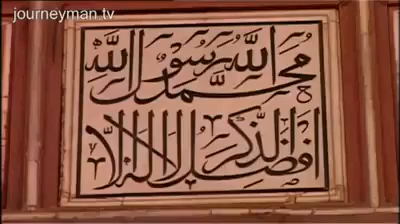 journeyman.tv
افضل الذكر لا اله الا
الله محمد رسول الله